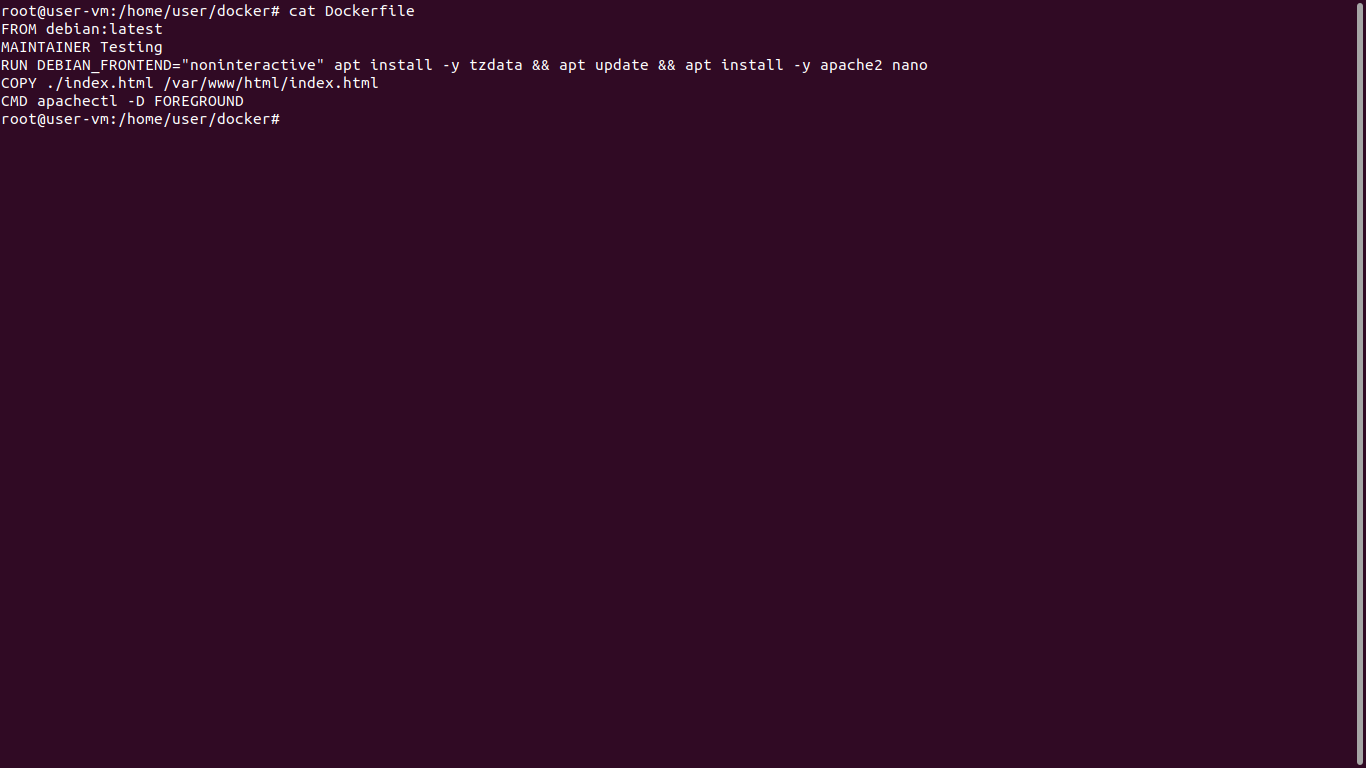 root@user-vm:/home/user/docker# cat Dockerfile
FROM debian:latest
MAINTAINER Testing
RUN DEBIAN_FRONTEND="noninteractive" apt install -y tzdata && apt update && apt install -y apache2 nano
COPY ./index.html /var/www/html/index.html
CMD apachectl -D FOREGROUND
root@user-vm:/home/user/docker#